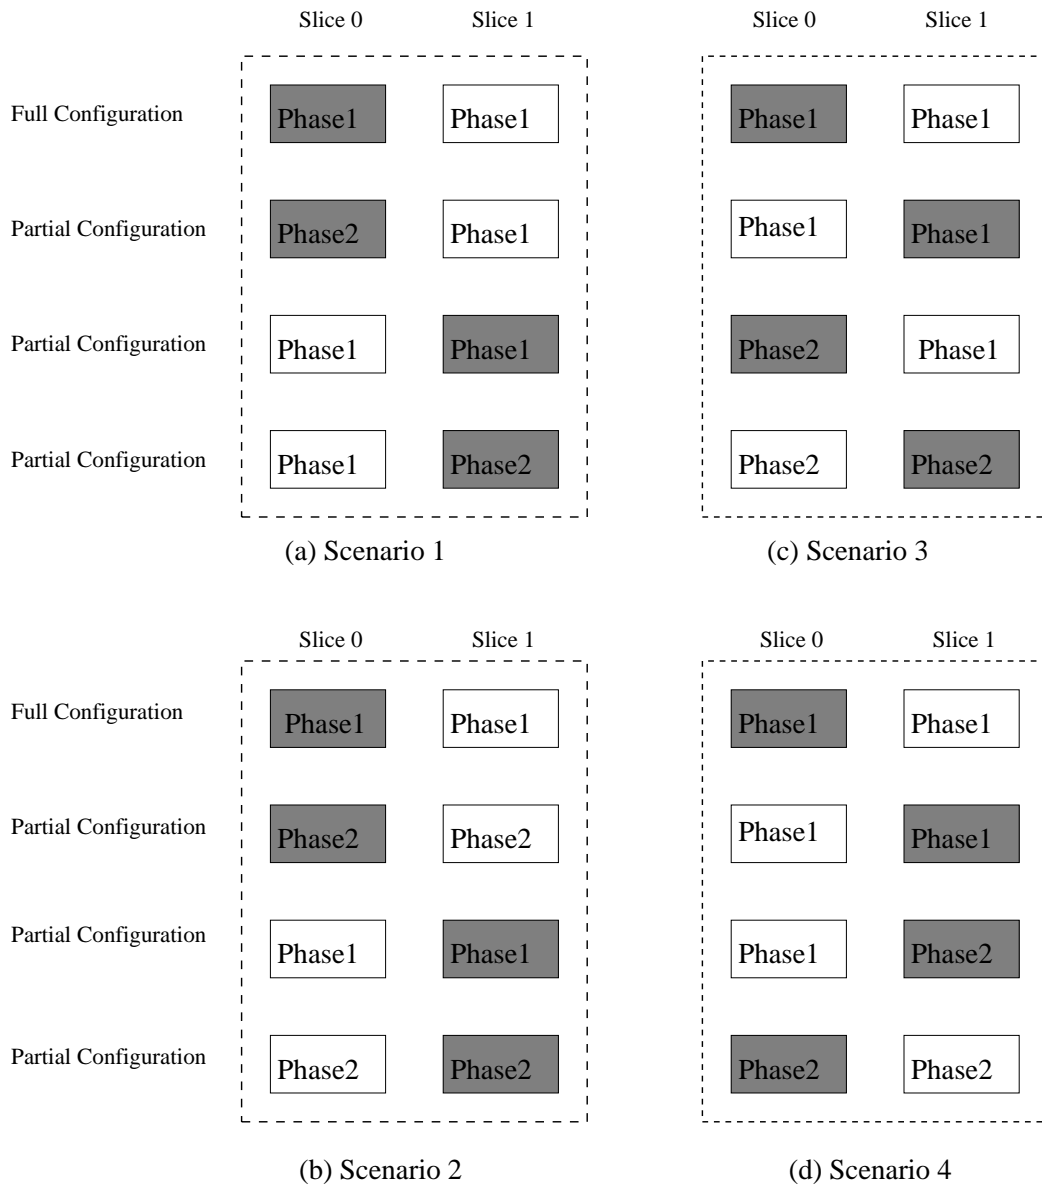 Slice 0 Slice 1 Slice 0 Slice 1
Full Configuration Phase1 Phase1 Phase1 Phase1
Partial Configuration Phase2 Phase1 Phase1 Phase1
Partial Configuration Phase1 Phase1 Phase2 Phase1
Partial Configuration Phase1 Phase2 Phase2 Phase2
(a) Scenario 1 (c) Scenario 3
Slice 0 Slice 1 Slice 0 Slice 1
Full Configuration Phase1 Phase1 Phase1 Phase1
Partial Configuration Phase2 Phase2 Phase1 Phase1
Partial Configuration Phase1 Phase1 Phase1 Phase2
Partial Configuration Phase2 Phase2 Phase2 Phase2
(b) Scenario 2 (d) Scenario 4